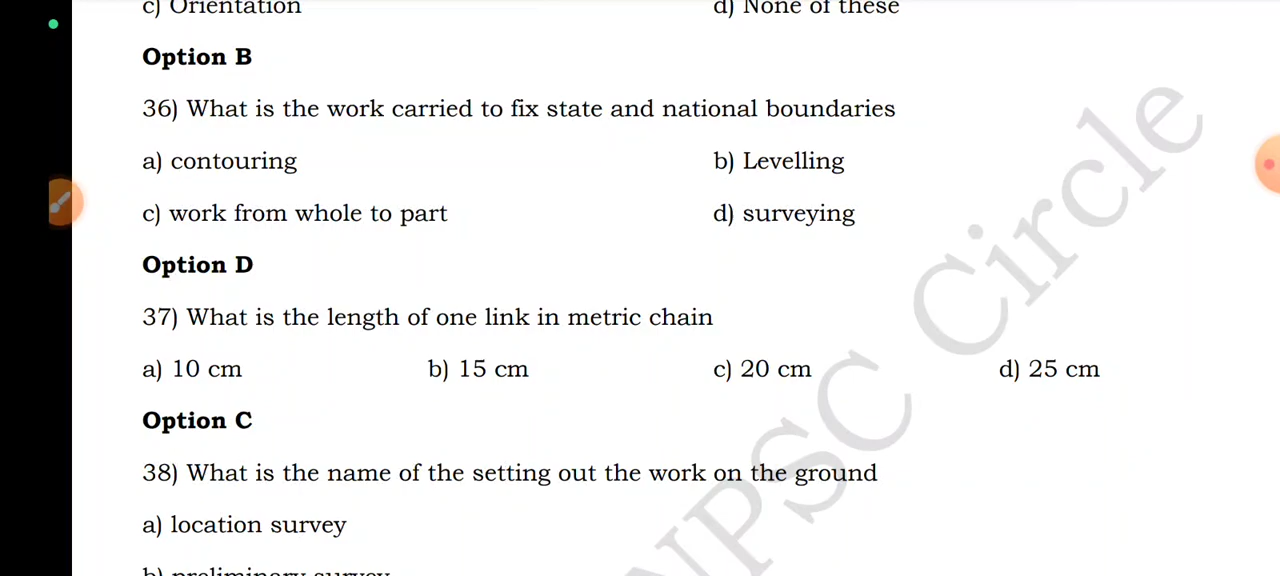 c) Orientation d) None of these
Option B
36) What is the work carried to fix state and national boundaries
a) contouring b) Levelling
c) work from whole to part d) surveying
Option D
37) What is the length of one link in metric chain
a) 10 cm b) 15 cm c) 20 cm d) 25 cm
Option C
38) What is the name of the setting out the work on the ground
a) location survey
b) preliminary survey
NPSC Circle